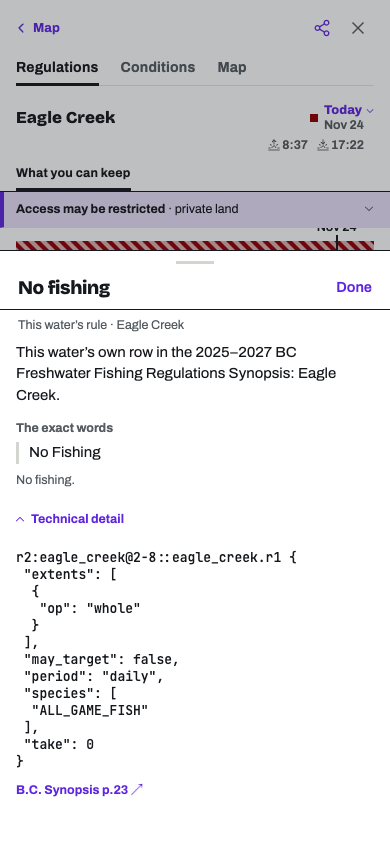 Map
Regulations Conditions Map
Eagle Creek
Today
Nov 24
8:37 17:22
What you can keep
Access may be restricted · private land
Nov 24
No fishing
Done
This water's rule · Eagle Creek
This water's own row in the 2025–2027 BC
Freshwater Fishing Regulations Synopsis: Eagle
Creek.
The exact words
No Fishing
No fishing.
Technical detail
r2:eagle_creek@2-8::eagle_creek.r1 {
"extents": [
{
"op": "whole"
}
],
"may_target": false,
"period": "daily",
"species": [
"ALL_GAME_FISH"
],
"take": 0
}
B.C. Synopsis p.23 ↗